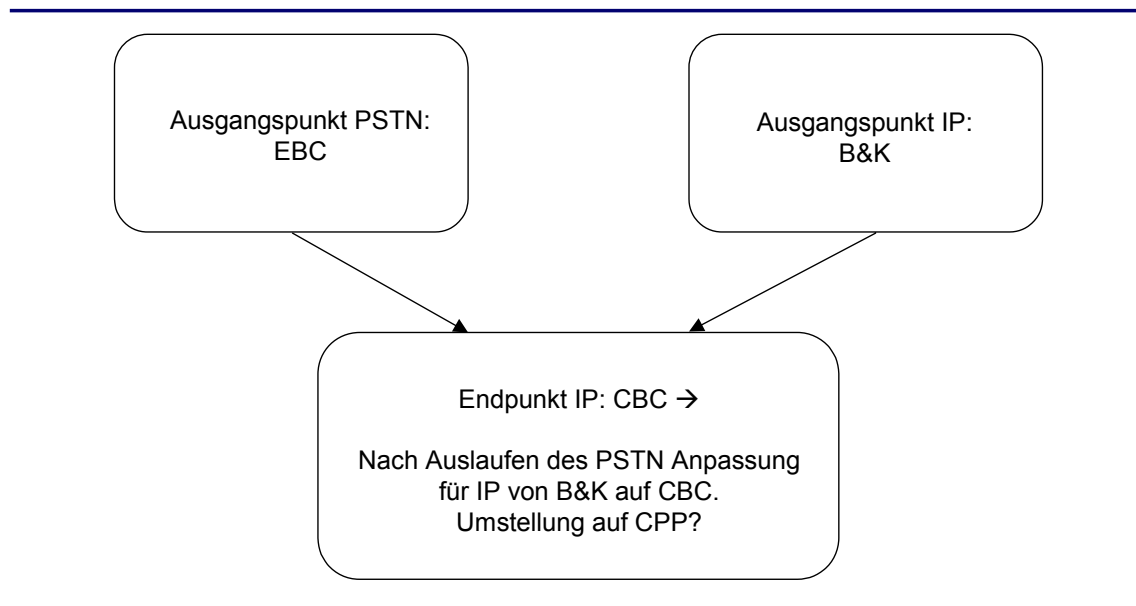 Ausgangspunkt PSTN:
EBC
Ausgangspunkt IP:
B&K
Endpunkt IP: CBC →
Nach Auslaufen des PSTN Anpassung
für IP von B&K auf CBC.
Umstellung auf CPP?